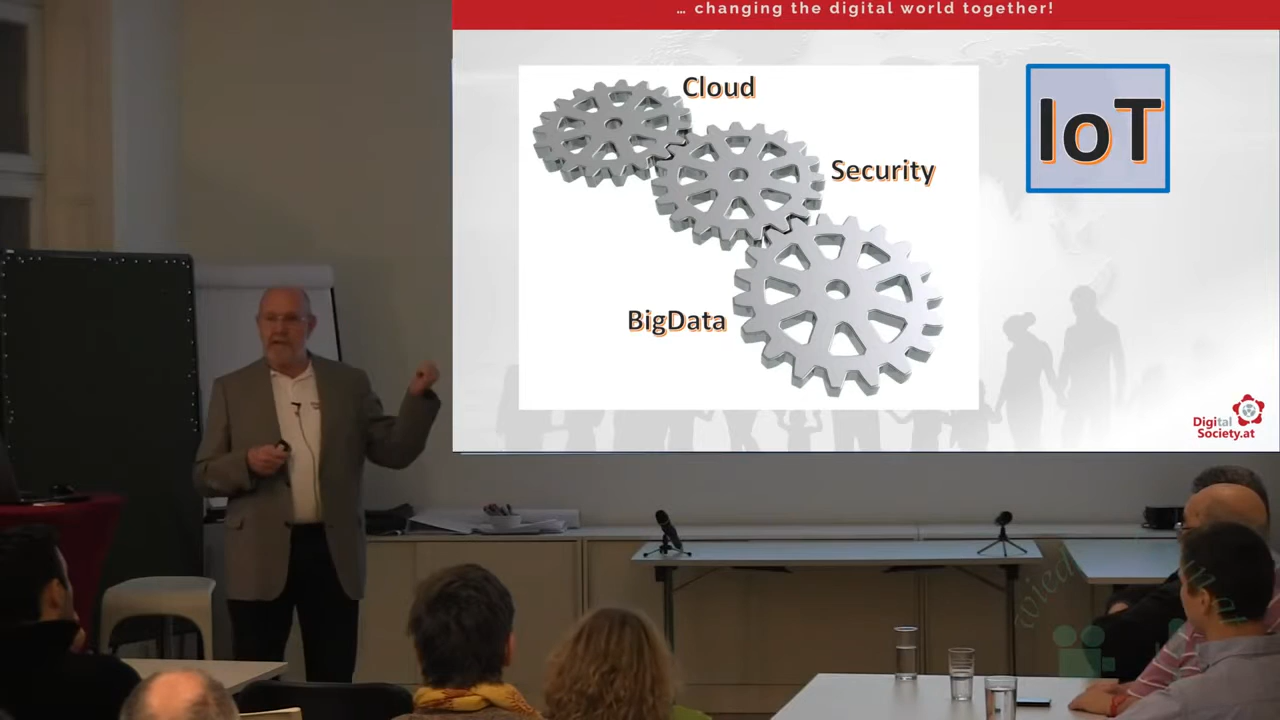 … changing the digital world together!
Cloud
IoT
Security
BigData
Digital
Society.at